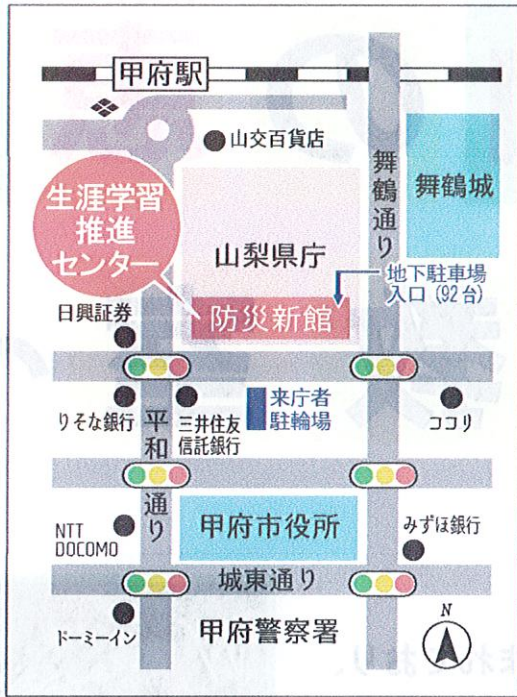 甲府駅
山交百貨店
舞鶴通り
舞鶴城
生涯学習
推進
センター
山梨県庁
地下駐車場
入口(92台)
防災新館
日興証券
りそな銀行
三井住友
信託銀行
来庁者
駐輪場
ココリ
平和通り
NTT
DOCOMO
甲府市役所
みずほ銀行
城東通り
ドーミーイン
甲府警察署
N